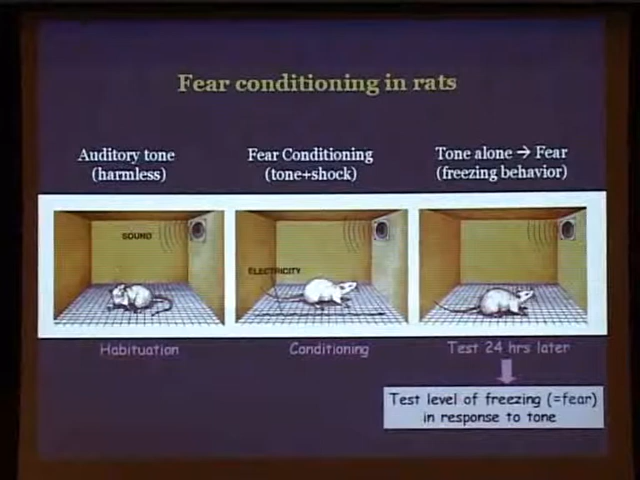 Fear conditioning in rats
Auditory tone
(harmless)
Fear Conditioning
(tone+shock)
Tone alone → Fear
(freezing behavior)
SOUND
ELECTRICITY
Habituation
Conditioning
Test 24 hrs later
Test level of freezing (=fear)
in response to tone